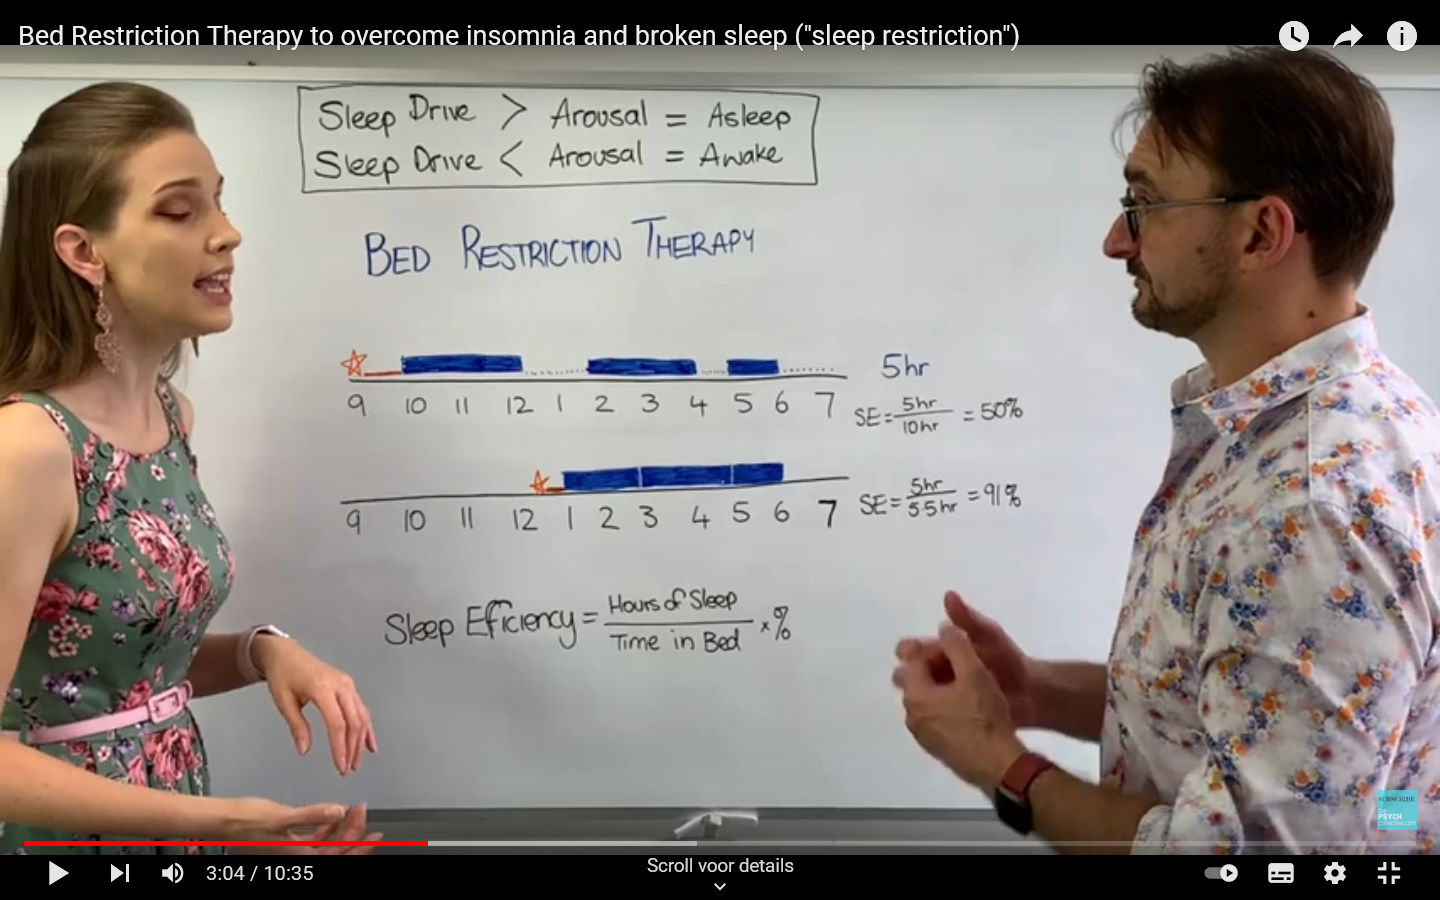 Bed Restriction Therapy to overcome insomnia and broken sleep ("sleep restriction")
Sleep Drive > Arousal = Asleep
Sleep Drive < Arousal = Awake
BED RESTRICTION THERAPY
5hr
9 10 11 12 1 2 3 4 5 6 7
SE = 5hr / 10hr = 50%
9 10 11 12 1 2 3 4 5 6 7
SE = 5hr / 5.5hr = 91%
Sleep Efficiency = Hours of Sleep / Time in Bed × %
PSYCH
collective.com
3:04 / 10:35
Scroll voor details